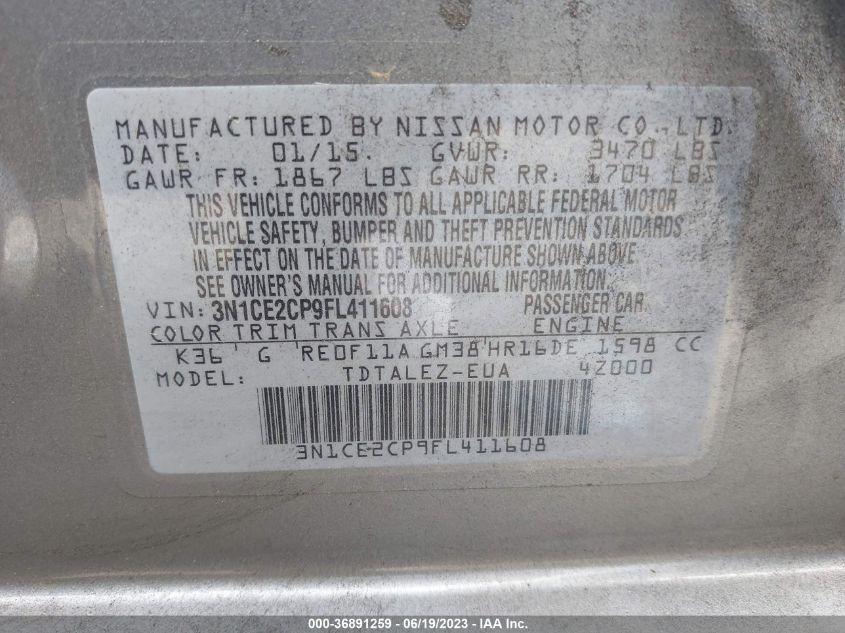 MANUFACTURED BY NISSAN MOTOR CO., LTD.
DATE: 01/15. GVWR: 3470 LBS
GAWR FR: 1867 LBS GAWR RR: 1704 LBS
THIS VEHICLE CONFORMS TO ALL APPLICABLE FEDERAL MOTOR
VEHICLE SAFETY, BUMPER AND THEFT PREVENTION STANDARDS
IN EFFECT ON THE DATE OF MANUFACTURE SHOWN ABOVE.
SEE OWNER'S MANUAL FOR ADDITIONAL INFORMATION.
VIN: 3N1CE2CP9FL411608 PASSENGER CAR.
COLOR TRIM TRANS AXLE ENGINE
K36 G RE0F11A GM38 HR16DE 1598 CC
MODEL: TDTALEZ-EUA 4Z000
3N1CE2CP9FL411608
000-36891259 - 06/19/2023 - IAA Inc.